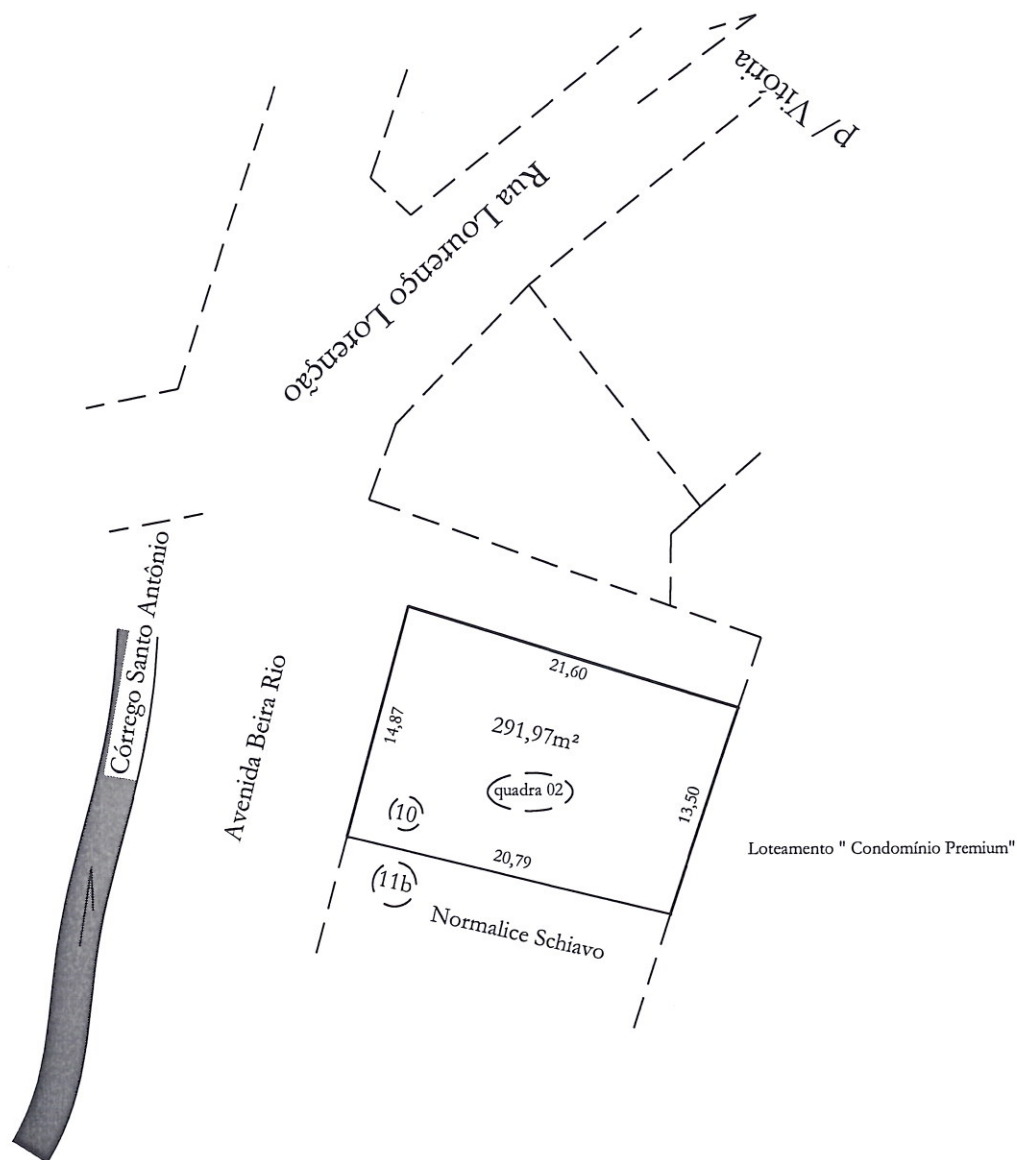 p/ Vitória
Rua Lourenço Lorenção
Córrego Santo Antônio
Avenida Beira Rio
21,60
14,87
291,97m²
quadra 02
(10)
13,50
20,79
(11b)
Normalice Schiavo
Loteamento " Condomínio Premium"